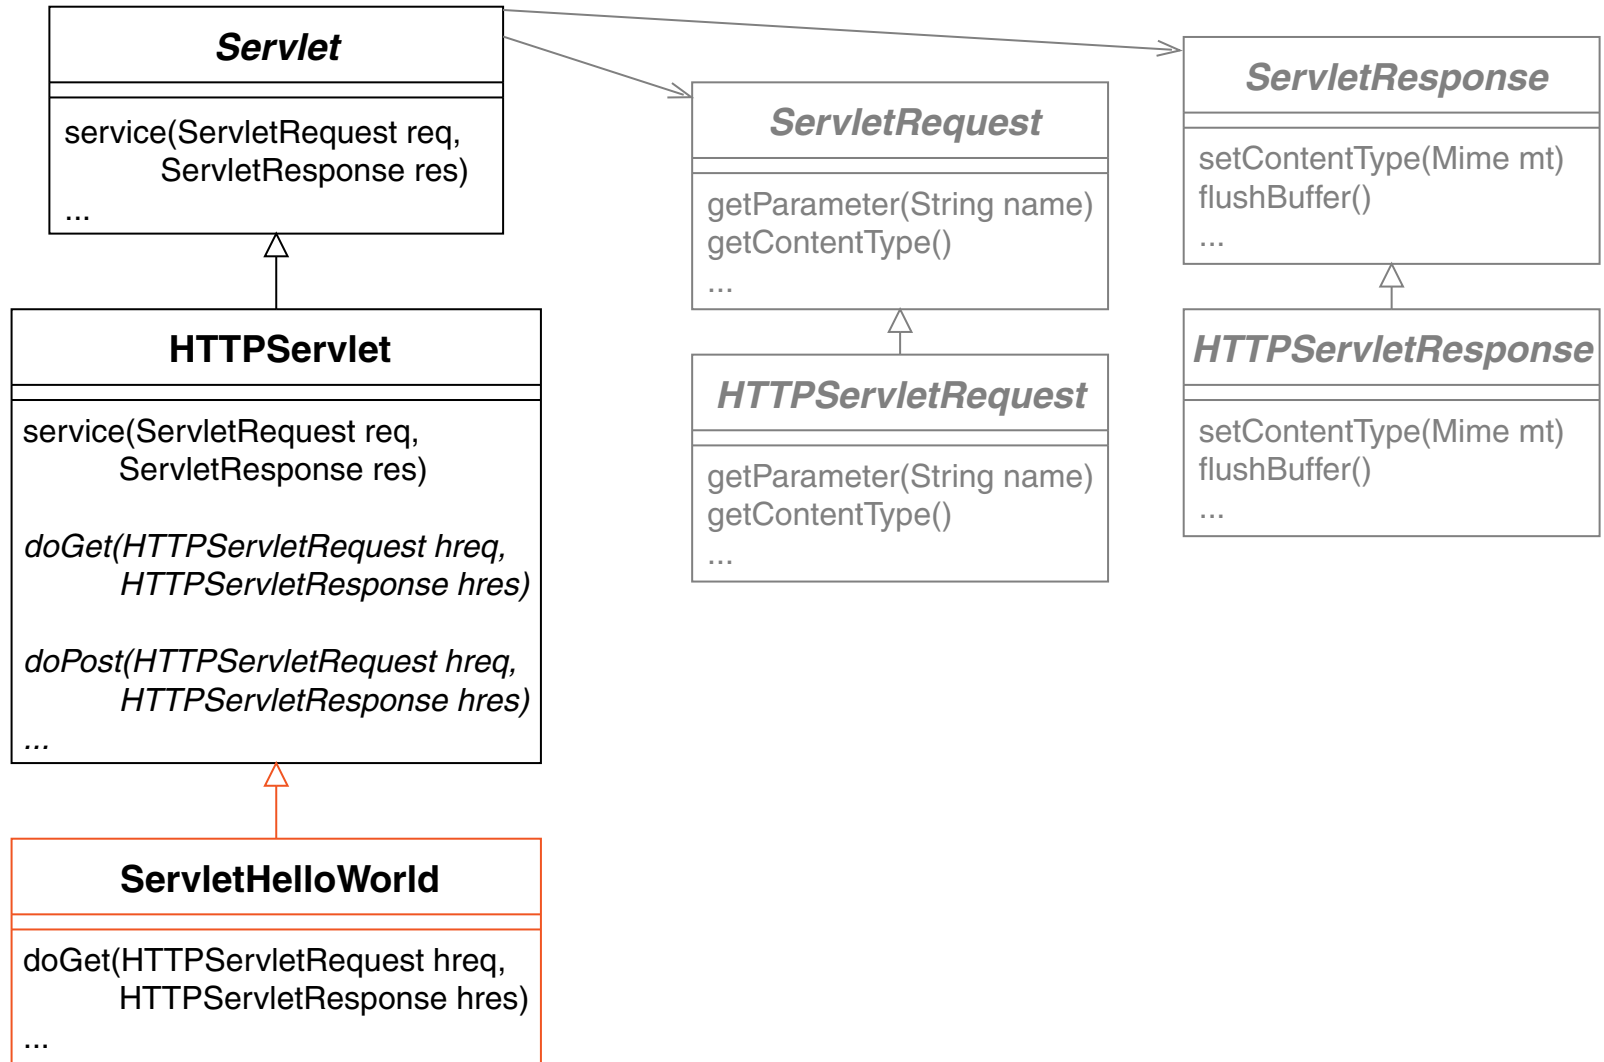 Servlet
service(ServletRequest req,
ServletResponse res)
...
HTTPServlet
service(ServletRequest req,
ServletResponse res)
doGet(HTTPServletRequest hreq,
HTTPServletResponse hres)
doPost(HTTPServletRequest hreq,
HTTPServletResponse hres)
...
ServletHelloWorld
doGet(HTTPServletRequest hreq,
HTTPServletResponse hres)
...
ServletRequest
getParameter(String name)
getContentType()
...
HTTPServletRequest
getParameter(String name)
getContentType()
...
ServletResponse
setContentType(Mime mt)
flushBuffer()
...
HTTPServletResponse
setContentType(Mime mt)
flushBuffer()
...